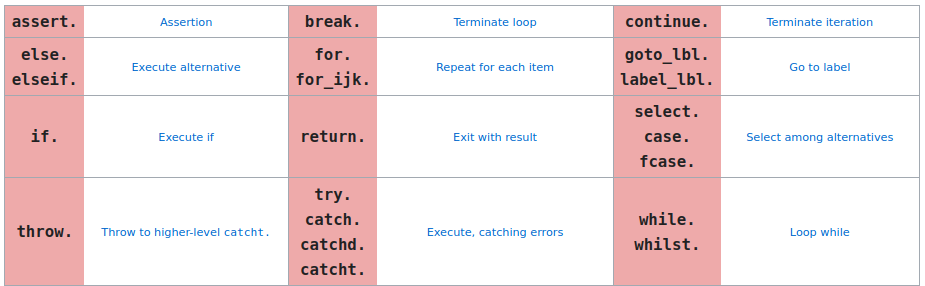 assert. Assertion break. Terminate loop continue. Terminate iteration
else.
elseif.
Execute alternative
for.
for_ijk.
Repeat for each item
goto_lbl.
label_lbl.
Go to label
if. Execute if return. Exit with result
select.
case.
fcase.
Select among alternatives
throw. Throw to higher-level catcht.
try.
catch.
catchd.
catcht.
Execute, catching errors
while.
whilst.
Loop while